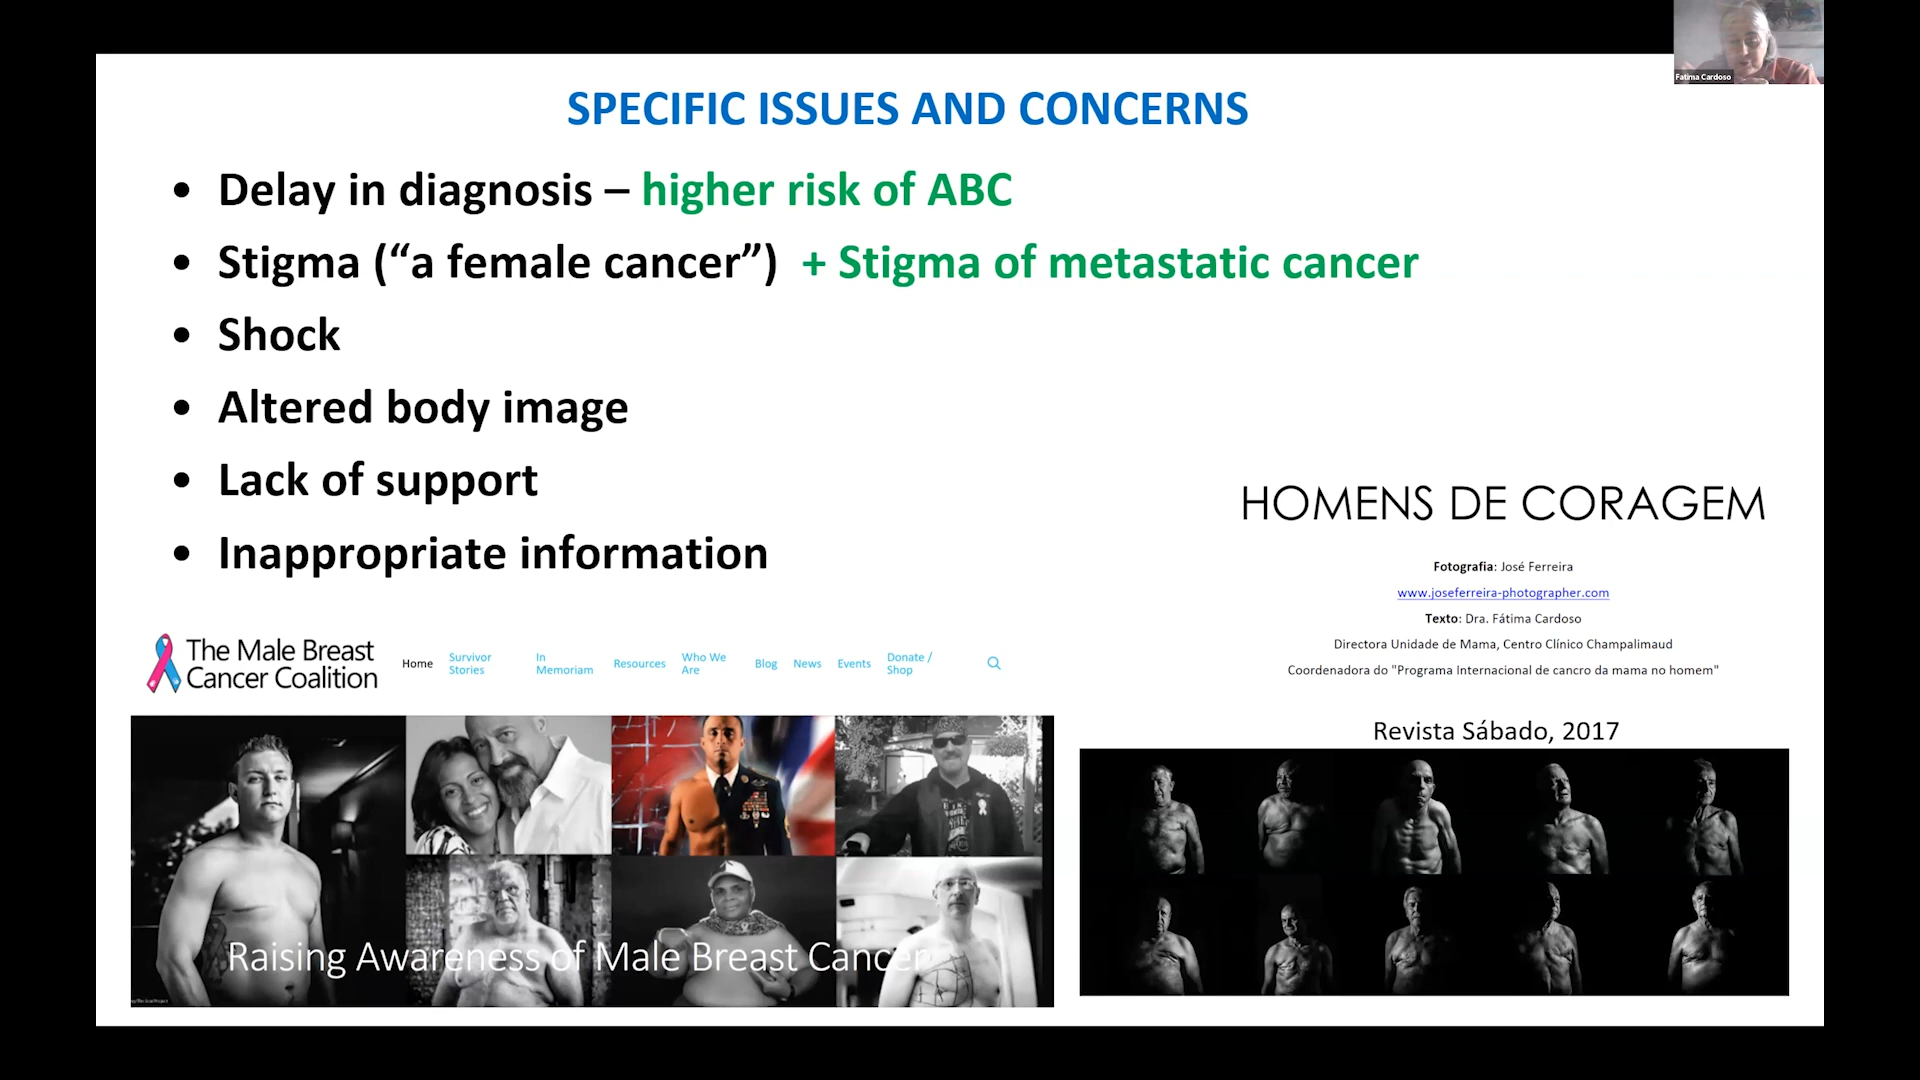 Fatima Cardoso
SPECIFIC ISSUES AND CONCERNS
• Delay in diagnosis – higher risk of ABC
• Stigma (“a female cancer”) + Stigma of metastatic cancer
• Shock
• Altered body image
• Lack of support
• Inappropriate information
HOMENS DE CORAGEM
Fotografia: José Ferreira
www.joseferreira-photographer.com
Texto: Dra. Fátima Cardoso
Directora Unidade de Mama, Centro Clínico Champalimaud
Coordenadora do "Programa Internacional de cancro da mama no homem"
Revista Sábado, 2017
The Male Breast
Cancer Coalition
Home
Survivor
Stories
In
Memoriam
Resources
Who We
Are
Blog
News
Events
Donate /
Shop
Raising Awareness of Male Breast Cancer